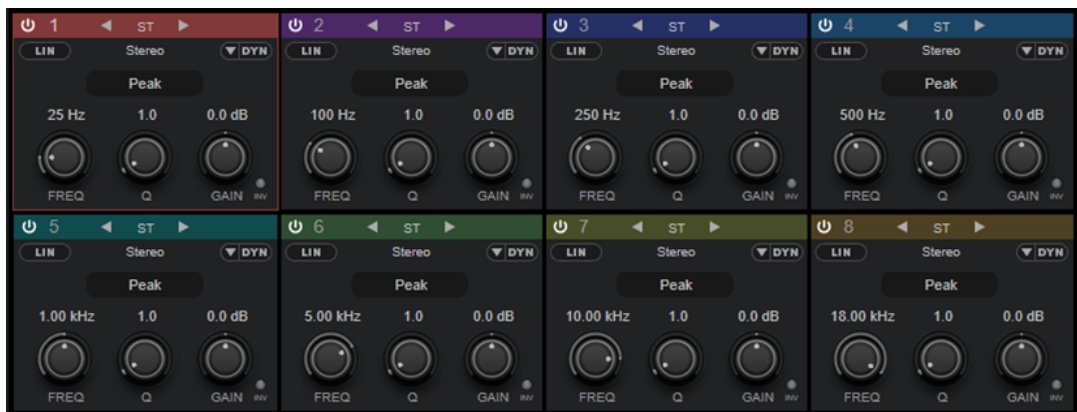 1 ST 2 ST 3 ST 4 ST
LIN Stereo DYN LIN Stereo DYN LIN Stereo DYN LIN Stereo DYN
Peak Peak Peak Peak
25 Hz 1.0 0.0 dB 100 Hz 1.0 0.0 dB 250 Hz 1.0 0.0 dB 500 Hz 1.0 0.0 dB
FREQ Q GAIN INV FREQ Q GAIN INV FREQ Q GAIN INV FREQ Q GAIN INV
5 ST 6 ST 7 ST 8 ST
LIN Stereo DYN LIN Stereo DYN LIN Stereo DYN LIN Stereo DYN
Peak Peak Peak Peak
1.00 kHz 1.0 0.0 dB 5.00 kHz 1.0 0.0 dB 10.00 kHz 1.0 0.0 dB 18.00 kHz 1.0 0.0 dB
FREQ Q GAIN INV FREQ Q GAIN INV FREQ Q GAIN INV FREQ Q GAIN INV